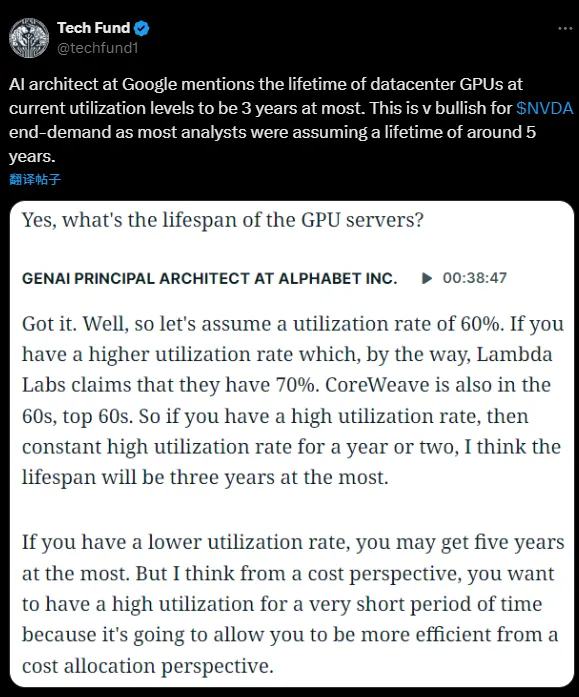 Tech Fund
@techfund1
AI architect at Google mentions the lifetime of datacenter GPUs at
current utilization levels to be 3 years at most. This is v bullish for $NVDA
end-demand as most analysts were assuming a lifetime of around 5
years.
翻译帖子
Yes, what's the lifespan of the GPU servers?
GENAI PRINCIPAL ARCHITECT AT ALPHABET INC. 00:38:47
Got it. Well, so let's assume a utilization rate of 60%. If you
have a higher utilization rate which, by the way, Lambda
Labs claims that they have 70%. CoreWeave is also in the
60s, top 60s. So if you have a high utilization rate, then
constant high utilization rate for a year or two, I think the
lifespan will be three years at the most.
If you have a lower utilization rate, you may get five years
at the most. But I think from a cost perspective, you want
to have a high utilization for a very short period of time
because it's going to allow you to be more efficient from a
cost allocation perspective.